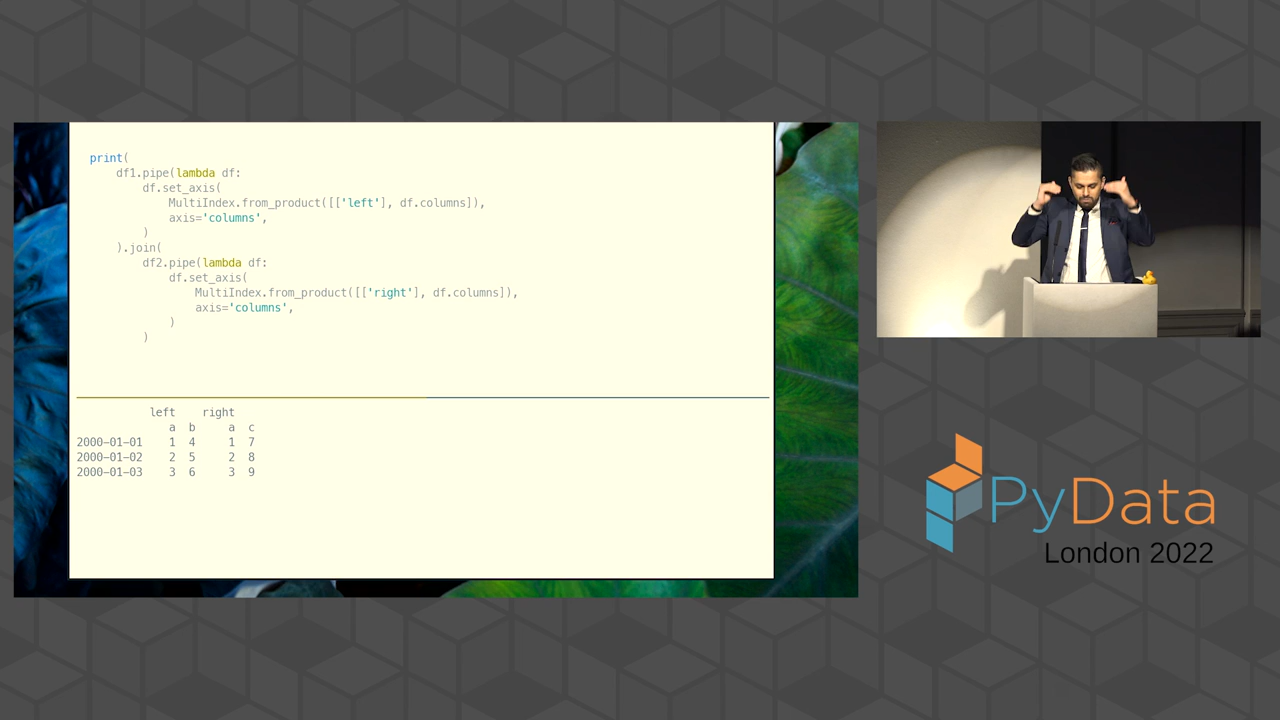 print(
    df1.pipe(lambda df:
        df.set_axis(
            MultiIndex.from_product([['left'], df.columns]),
            axis='columns',
        )
    ).join(
        df2.pipe(lambda df:
            df.set_axis(
                MultiIndex.from_product([['right'], df.columns]),
                axis='columns',
            )
        )
           left    right
              a  b     a  c
2000-01-01    1  4     1  7
2000-01-02    2  5     2  8
2000-01-03    3  6     3  9
PyData
London 2022